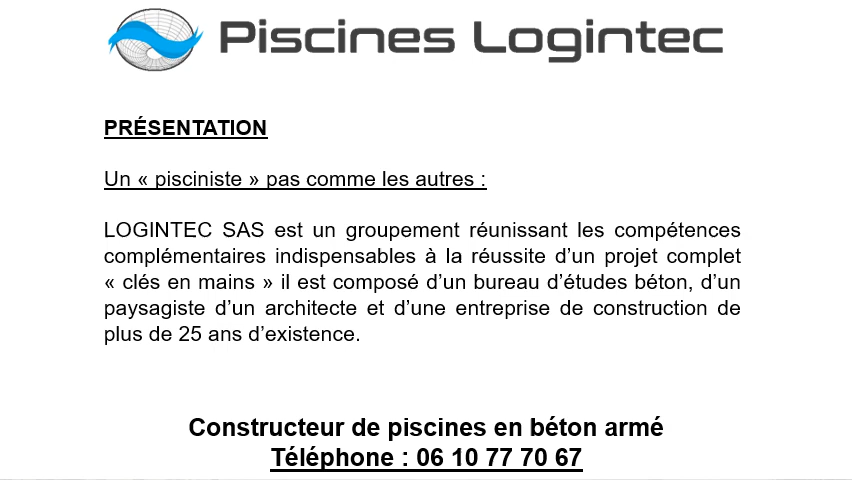 Piscines Logintec
PRÉSENTATION
Un « pisciniste » pas comme les autres :
LOGINTEC SAS est un groupement réunissant les compétences
complémentaires indispensables à la réussite d’un projet complet
« clés en mains » il est composé d’un bureau d’études béton, d’un
paysagiste d’un architecte et d’une entreprise de construction de
plus de 25 ans d’existence.
Constructeur de piscines en béton armé
Téléphone : 06 10 77 70 67